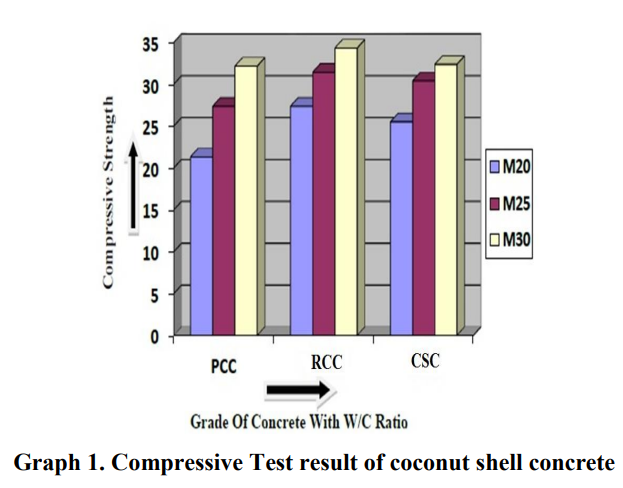 35
30
25
20
15
10
5
0
Compressive Strength
M20
M25
M30
PCC
RCC
CSC
Grade Of Concrete With W/C Ratio
Graph 1. Compressive Test result of coconut shell concrete